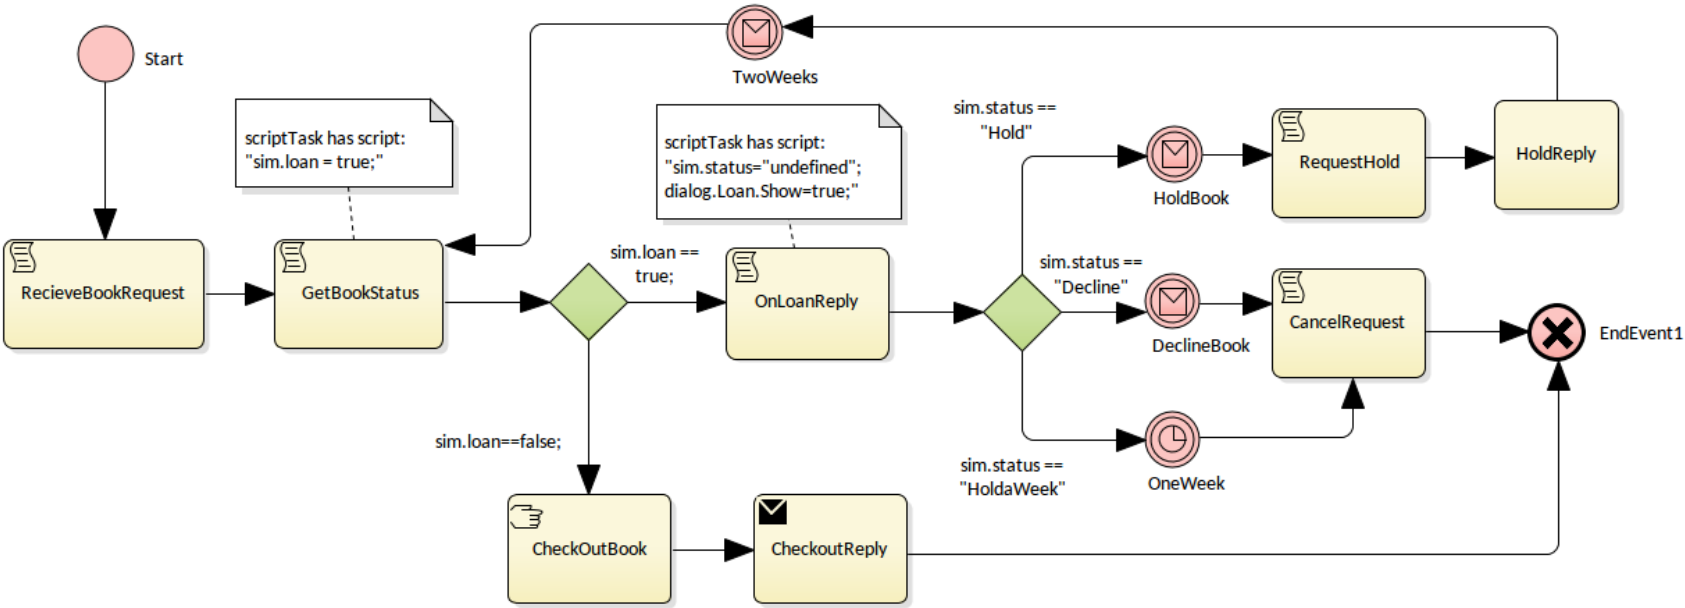 Start
TwoWeeks
scriptTask has script:
"sim.loan = true;"
scriptTask has script:
"sim.status="undefined";
dialog.Loan.Show=true;"
sim.status ==
"Hold"
HoldBook
RequestHold
HoldReply
RecieveBookRequest
GetBookStatus
sim.loan ==
true;
OnLoanReply
sim.status ==
"Decline"
DeclineBook
CancelRequest
EndEvent1
sim.loan==false;
sim.status ==
"HoldaWeek"
OneWeek
CheckOutBook
CheckoutReply